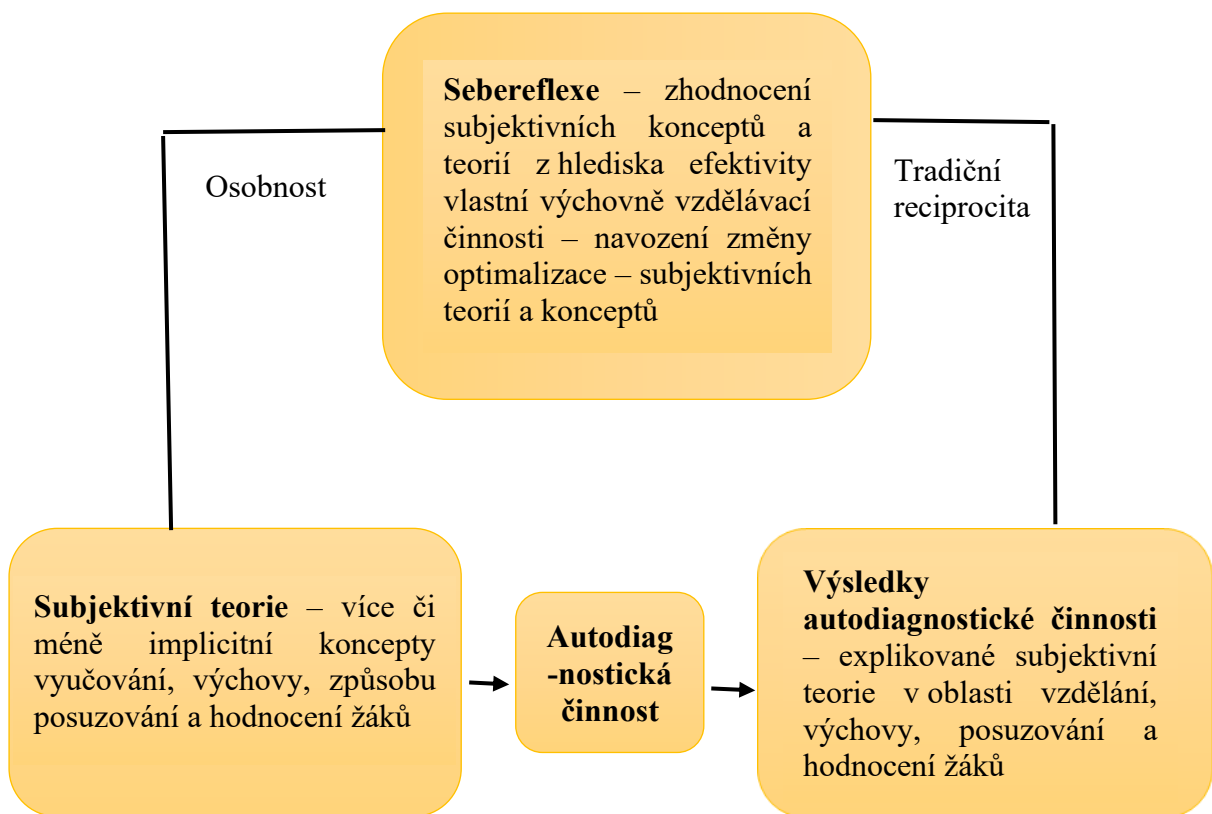 Sebereflexe – zhodnocení
subjektivních konceptů a
teorií z hlediska efektivity
vlastní výchovně vzdělávací
činnosti – navození změny
optimalizace – subjektivních
teorií a konceptů
Osobnost
Tradiční
reciprocita
Subjektivní teorie – více či
méně implicitní koncepty
vyučování, výchovy, způsobu
posuzování a hodnocení žáků
Autodiag
-nostická
činnost
Výsledky
autodiagnostické činnosti
– explikované subjektivní
teorie v oblasti vzdělání,
výchovy, posuzování a
hodnocení žáků